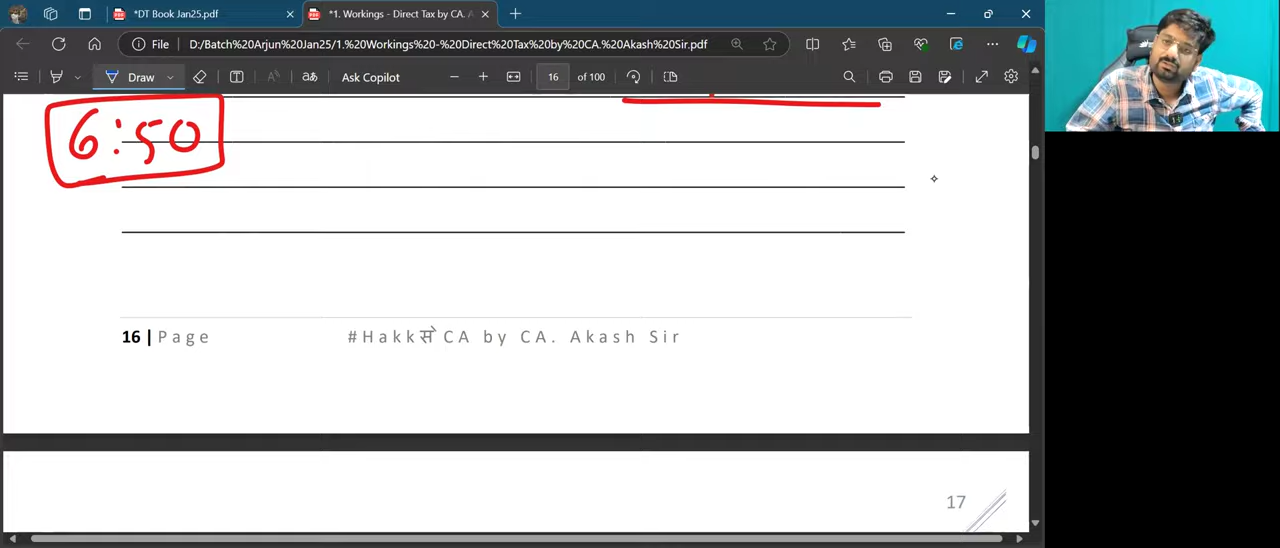 *DT Book Jan25.pdf
*1. Workings - Direct Tax by CA. A
File D:/Batch%20Arjun%20Jan25/1.%20Workings%20-%20Direct%20Tax%20by%20CA.%20Akash%20Sir.pdf
Draw
aあ
Ask Copilot
16 of 100
6:50
16 | Page #Hakkसे CA by CA. Akash Sir
17